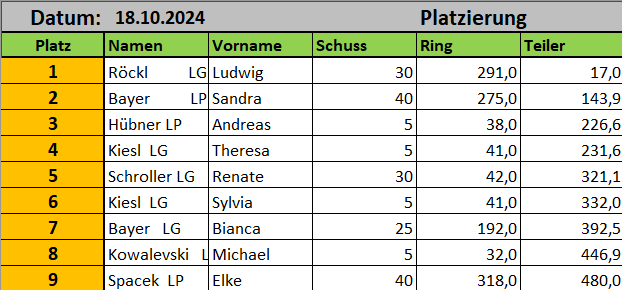 Datum: 18.10.2024 Platzierung
Platz Namen Vorname Schuss Ring Teiler
1 Röckl LG Ludwig 30 291,0 17,0
2 Bayer LP Sandra 40 275,0 143,9
3 Hübner LP Andreas 5 38,0 226,6
4 Kiesl LG Theresa 5 41,0 231,6
5 Schroller LG Renate 30 42,0 321,1
6 Kiesl LG Sylvia 5 41,0 332,0
7 Bayer LG Bianca 25 192,0 392,5
8 Kowalevski L Michael 5 32,0 446,9
9 Spacek LP Elke 40 318,0 480,0